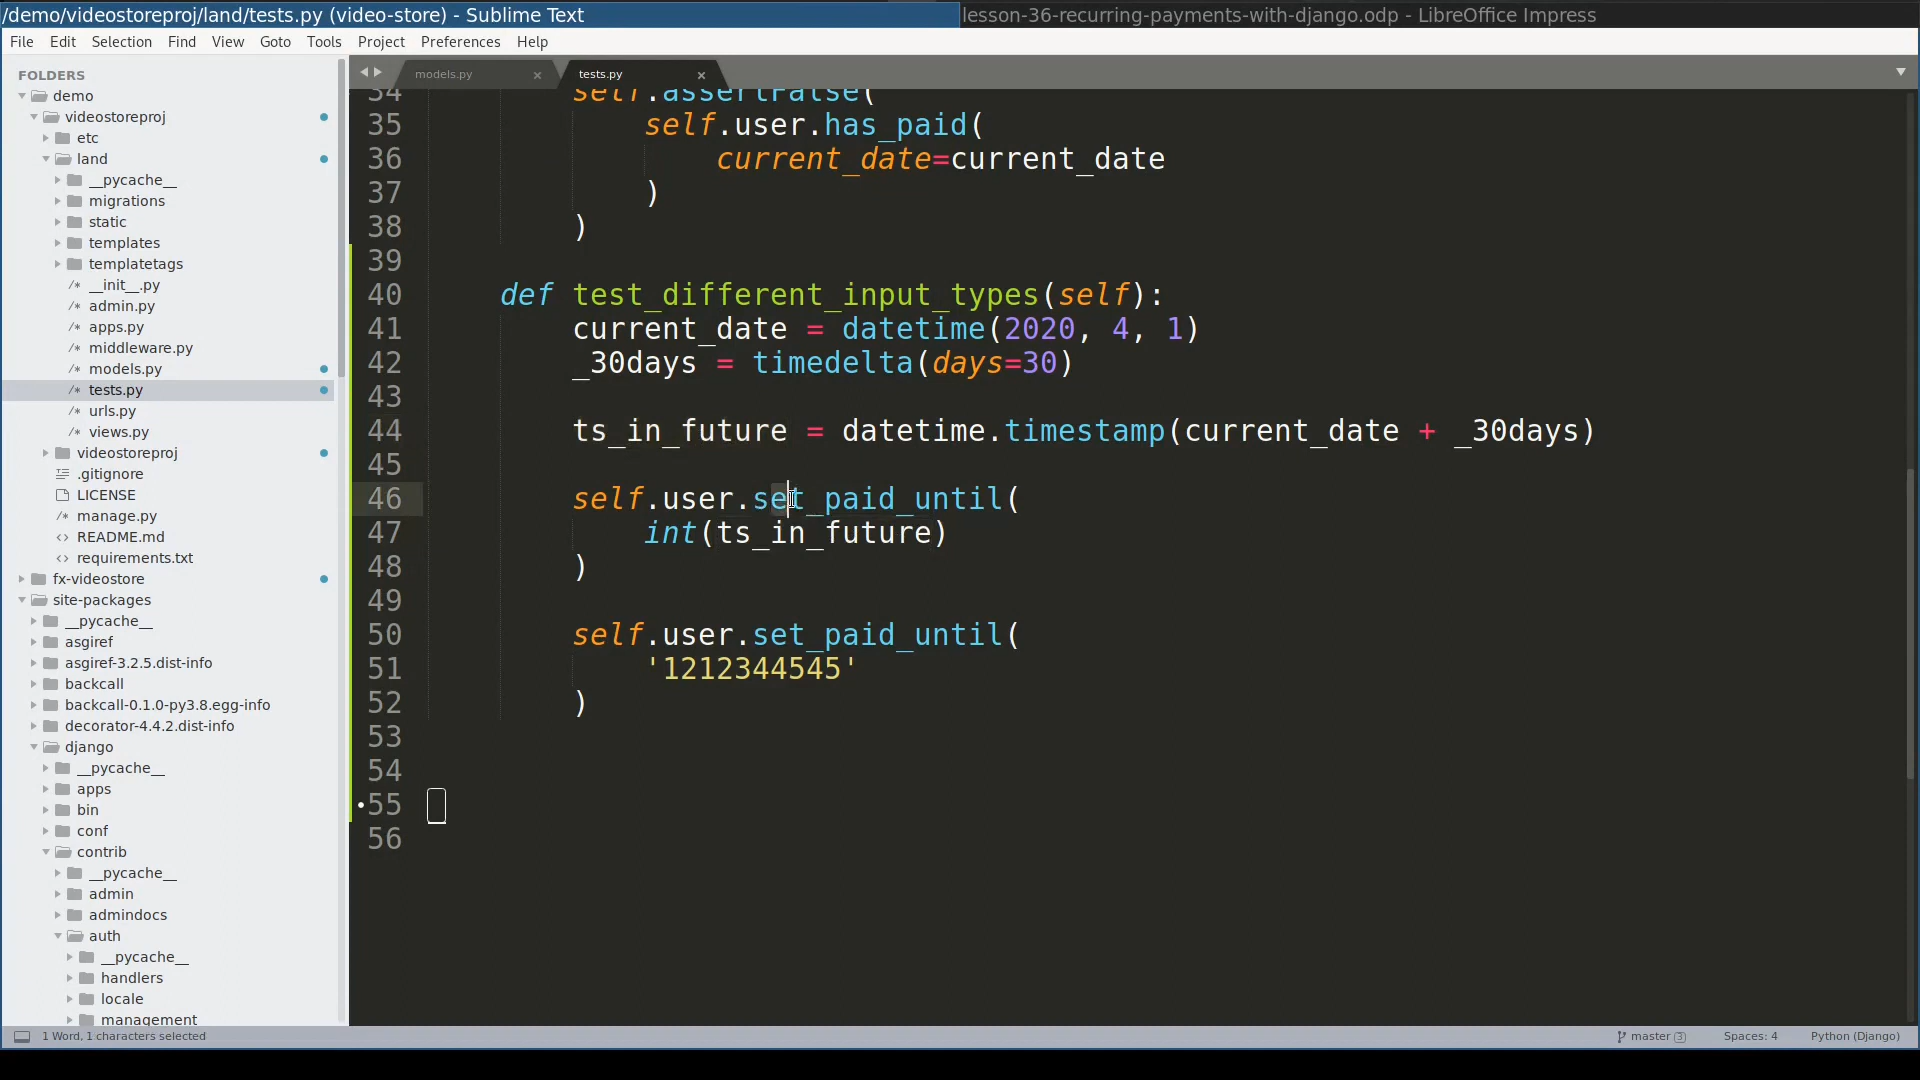 /demo/videostoreproj/land/tests.py (video-store) - Sublime Text
lesson-36-recurring-payments-with-django.odp - LibreOffice Impress
File Edit Selection Find View Goto Tools Project Preferences Help
FOLDERS
demo
videostoreproj
etc
land
__pycache__
migrations
static
templates
templatetags
__init__.py
admin.py
apps.py
middleware.py
models.py
tests.py
urls.py
views.py
videostoreproj
.gitignore
LICENSE
manage.py
README.md
requirements.txt
fx-videostore
site-packages
__pycache__
asgiref
asgiref-3.2.5.dist-info
backcall
backcall-0.1.0-py3.8.egg-info
decorator-4.4.2.dist-info
django
__pycache__
apps
bin
conf
contrib
__pycache__
admin
admindocs
auth
__pycache__
handlers
locale
management
models.py
tests.py
34 self.assertFalse(
35 self.user.has_paid(
36 current_date=current_date
37 )
38 )
39
40 def test_different_input_types(self):
41 current_date = datetime(2020, 4, 1)
42 _30days = timedelta(days=30)
43
44 ts_in_future = datetime.timestamp(current_date + _30days)
45
46 self.user.set_paid_until(
47 int(ts_in_future)
48 )
49
50 self.user.set_paid_until(
51 '1212344545'
52 )
53
54
55
56
1 Word, 1 characters selected
master 3
Spaces: 4
Python (Django)